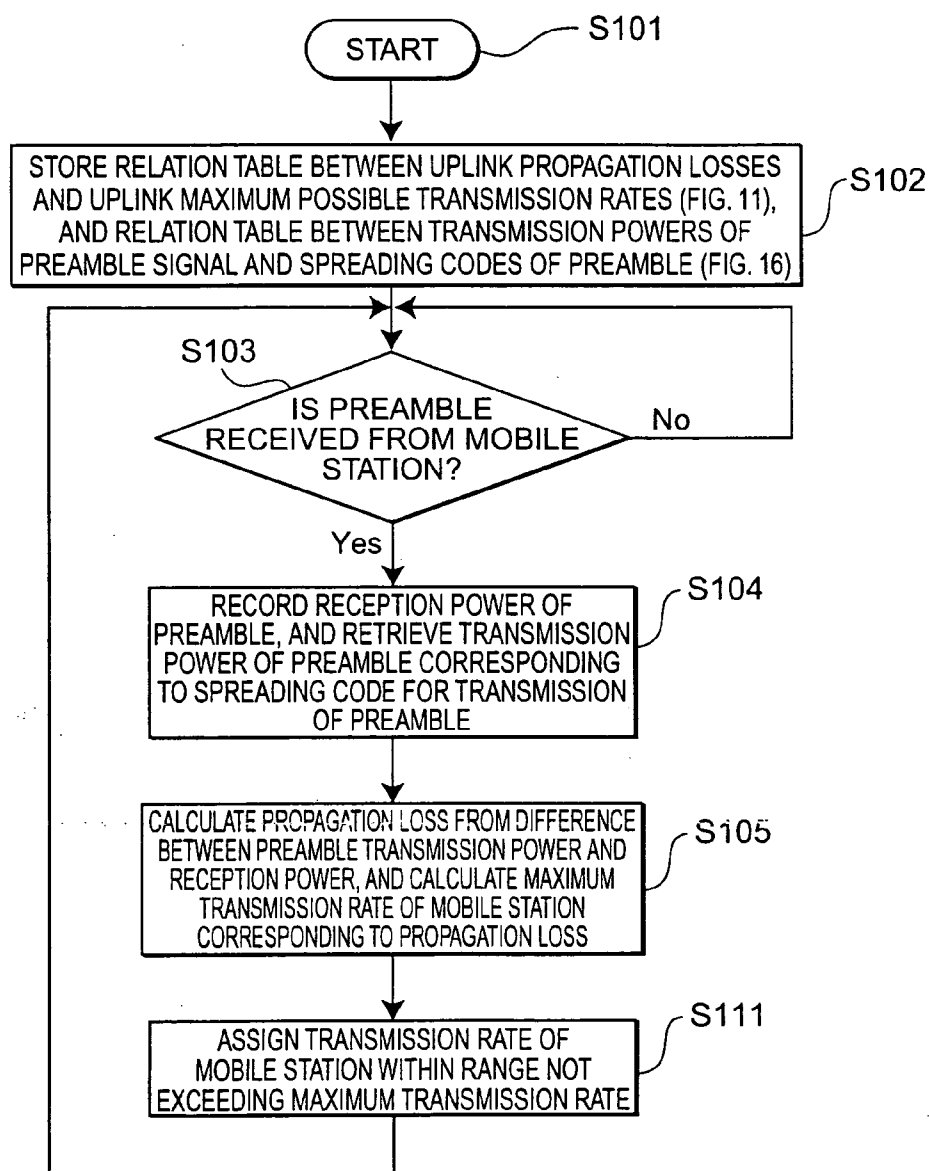 START
S101
STORE RELATION TABLE BETWEEN UPLINK PROPAGATION LOSSES
AND UPLINK MAXIMUM POSSIBLE TRANSMISSION RATES (FIG. 11),
AND RELATION TABLE BETWEEN TRANSMISSION POWERS OF
PREAMBLE SIGNAL AND SPREADING CODES OF PREAMBLE (FIG. 16)
S102
S103
IS PREAMBLE
RECEIVED FROM MOBILE
STATION?
No
Yes
S104
RECORD RECEPTION POWER OF
PREAMBLE, AND RETRIEVE TRANSMISSION
POWER OF PREAMBLE CORRESPONDING
TO SPREADING CODE FOR TRANSMISSION
OF PREAMBLE
CALCULATE PROPAGATION LOSS FROM DIFFERENCE
BETWEEN PREAMBLE TRANSMISSION POWER AND
RECEPTION POWER, AND CALCULATE MAXIMUM
TRANSMISSION RATE OF MOBILE STATION
CORRESPONDING TO PROPAGATION LOSS
S105
S111
ASSIGN TRANSMISSION RATE OF
MOBILE STATION WITHIN RANGE NOT
EXCEEDING MAXIMUM TRANSMISSION RATE